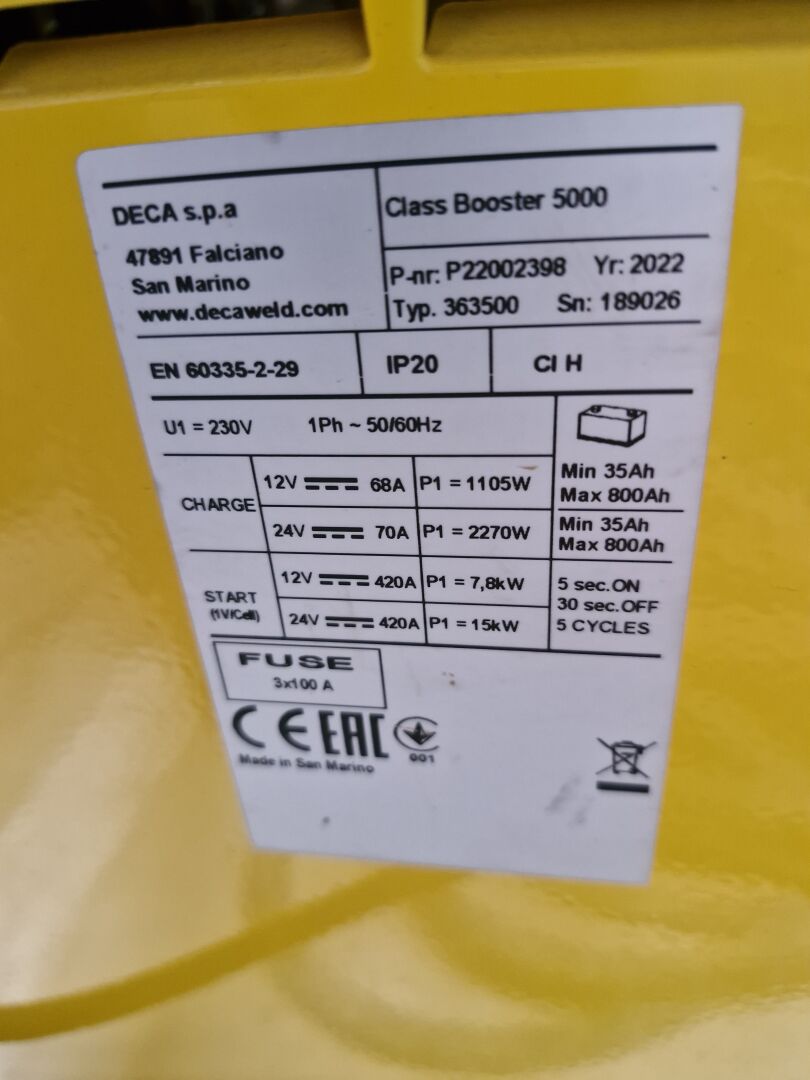 DECA s.p.a
47891 Falciano
San Marino
www.decaweld.com
Class Booster 5000
P-nr: P22002398 Yr: 2022
Typ. 363500 Sn: 189026
EN 60335-2-29 IP20 Cl H
U1 = 230V 1Ph ~ 50/60Hz
CHARGE
12V 68A P1 = 1105W
Min 35Ah
Max 800Ah
24V 70A P1 = 2270W
Min 35Ah
Max 800Ah
START
(1V/Cell)
12V 420A P1 = 7,8kW
24V 420A P1 = 15kW
5 sec.ON
30 sec.OFF
5 CYCLES
FUSE
3x100 A
CE EAC
001
Made in San Marino